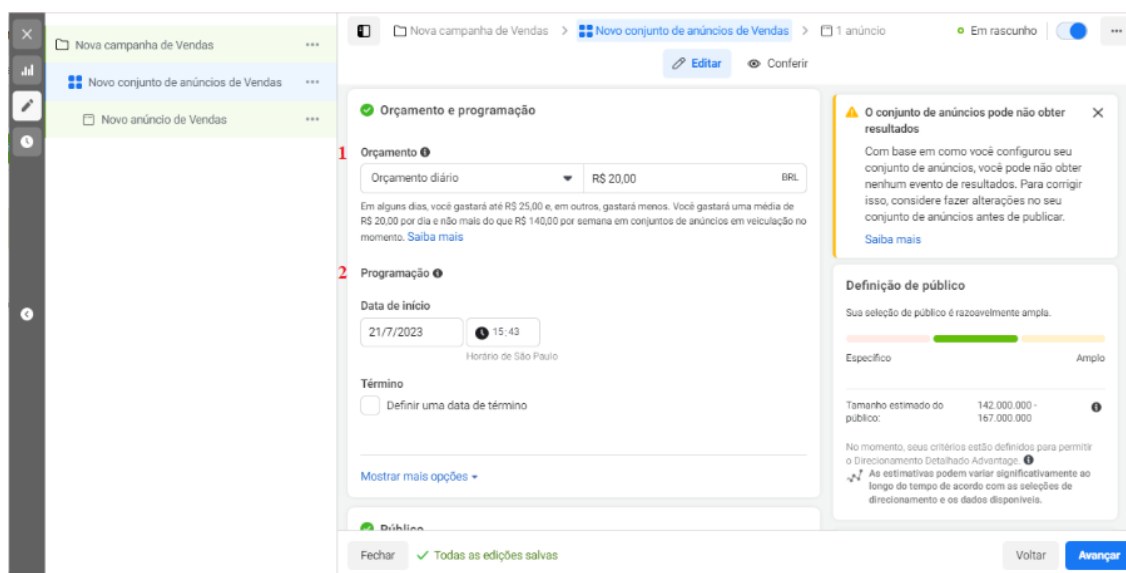 Nova campanha de Vendas
Novo conjunto de anúncios de Vendas
Novo anúncio de Vendas
Nova campanha de Vendas > Novo conjunto de anúncios de Vendas > 1 anúncio
Em rascunho
Editar
Conferir
Orçamento e programação
1 Orçamento
Orçamento diário
R$ 20,00 BRL
Em alguns dias, você gastará até R$ 25,00 e, em outros, gastará menos. Você gastará uma média de
R$ 20,00 por dia e não mais do que R$ 140,00 por semana em conjuntos de anúncios em veiculação no
momento. Saiba mais
2 Programação
Data de início
21/7/2023
15:43
Horário de São Paulo
Término
Definir uma data de término
Mostrar mais opções
Público
O conjunto de anúncios pode não obter
resultados
Com base em como você configurou seu
conjunto de anúncios, você pode não obter
nenhum evento de resultados. Para corrigir
isso, considere fazer alterações no seu
conjunto de anúncios antes de publicar.
Saiba mais
Definição de público
Sua seleção de público é razoavelmente ampla.
Específico
Amplo
Tamanho estimado do
público:
142.000.000 -
167.000.000
No momento, seus critérios estão definidos para permitir
o Direcionamento Detalhado Advantage.
As estimativas podem variar significativamente ao
longo do tempo de acordo com as seleções de
direcionamento e os dados disponíveis.
Fechar
Todas as edições salvas
Voltar
Avançar